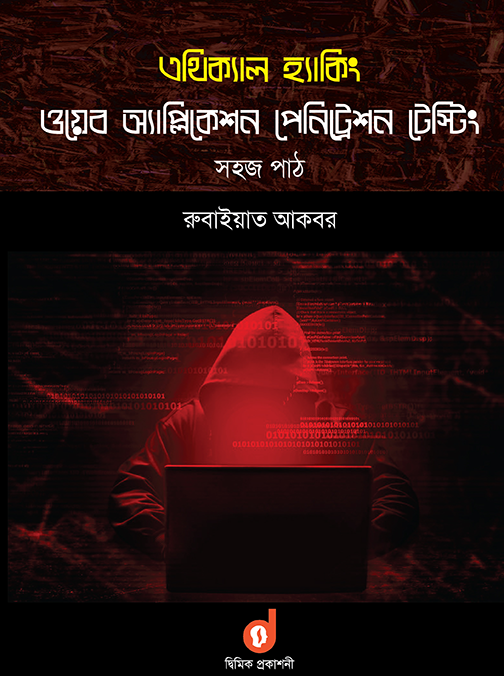 এথিক্যাল হ্যাকিং
ওয়েব অ্যাপ্লিকেশন পেনিট্রেশন টেস্টিং
সহজ পাঠ
রুবাইয়াত আকবর
দ্বিমিক প্রকাশনী